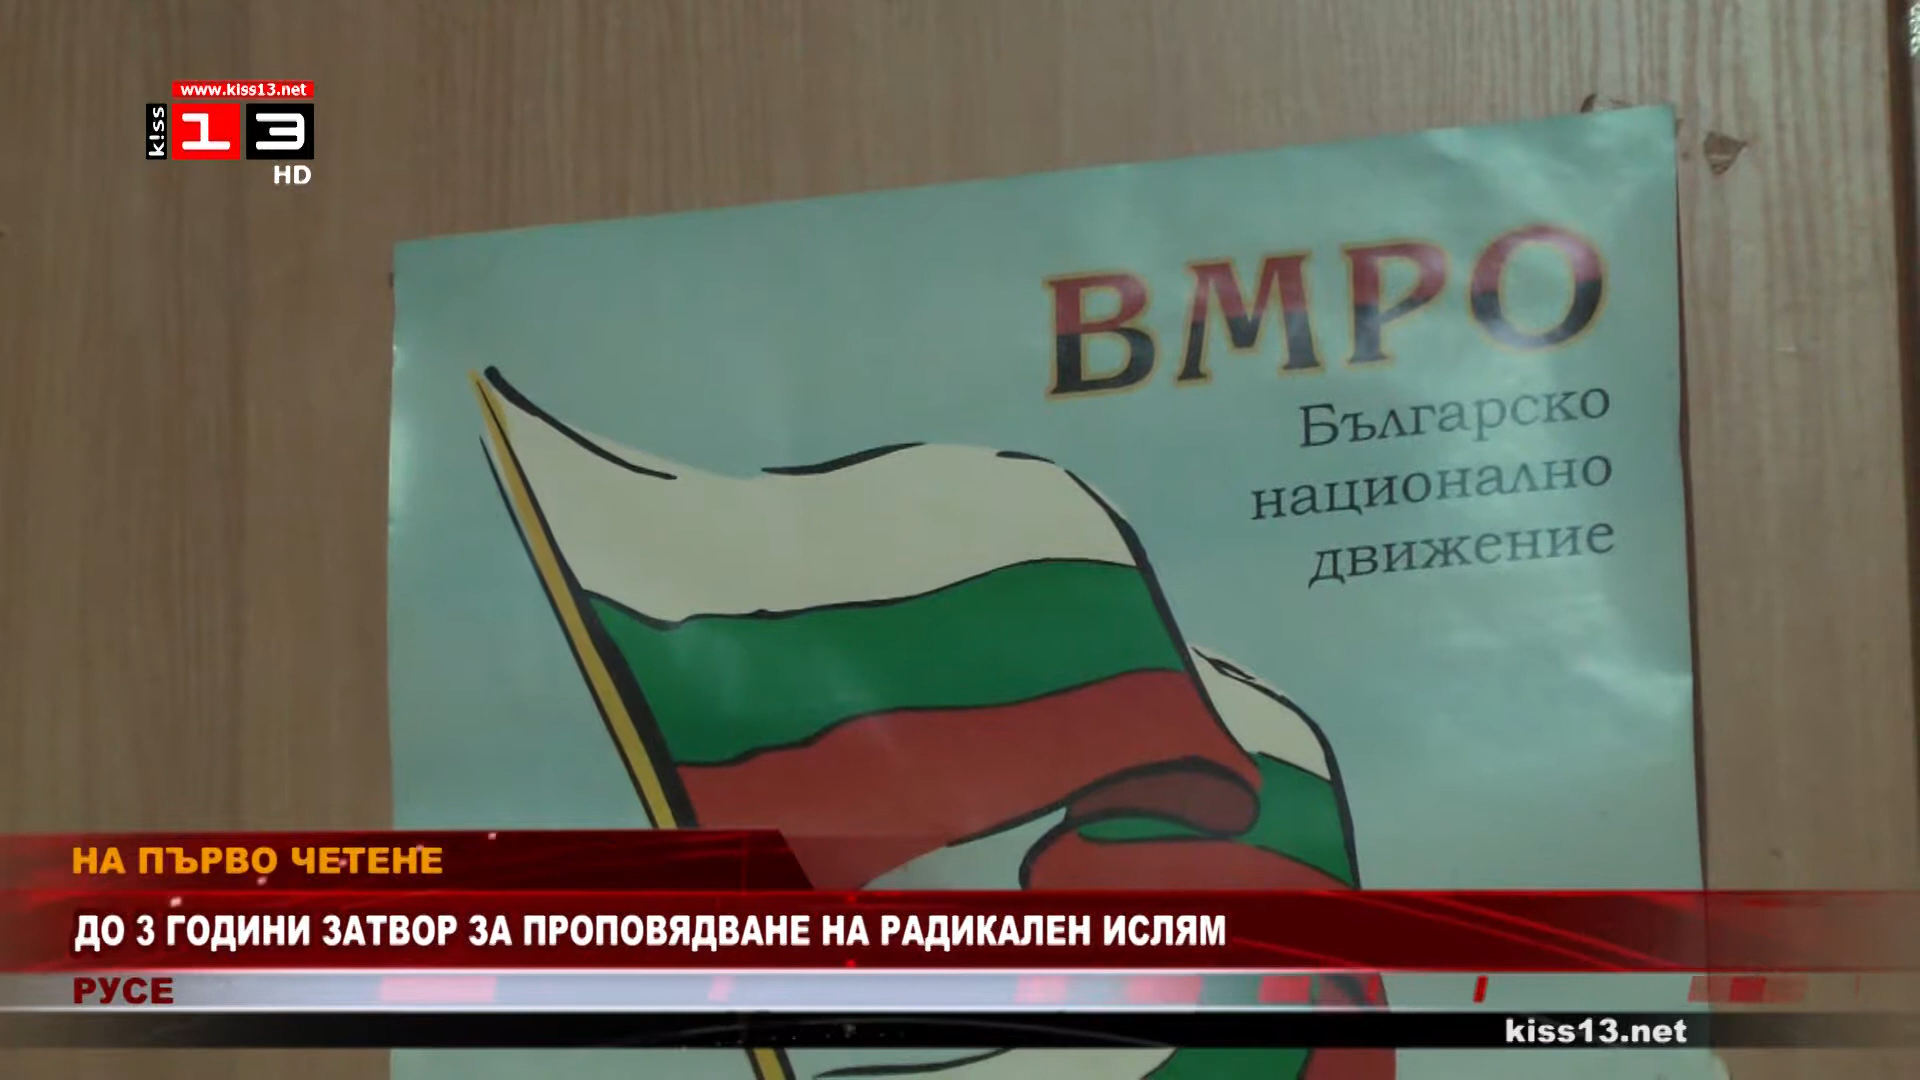 www.kiss13.net
kiss 13
HD
ВМРО
Българско
национално
движение
НА ПЪРВО ЧЕТЕНЕ
ДО 3 ГОДИНИ ЗАТВОР ЗА ПРОПОВЯДВАНЕ НА РАДИКАЛЕН ИСЛЯМ
РУСЕ
kiss13.net